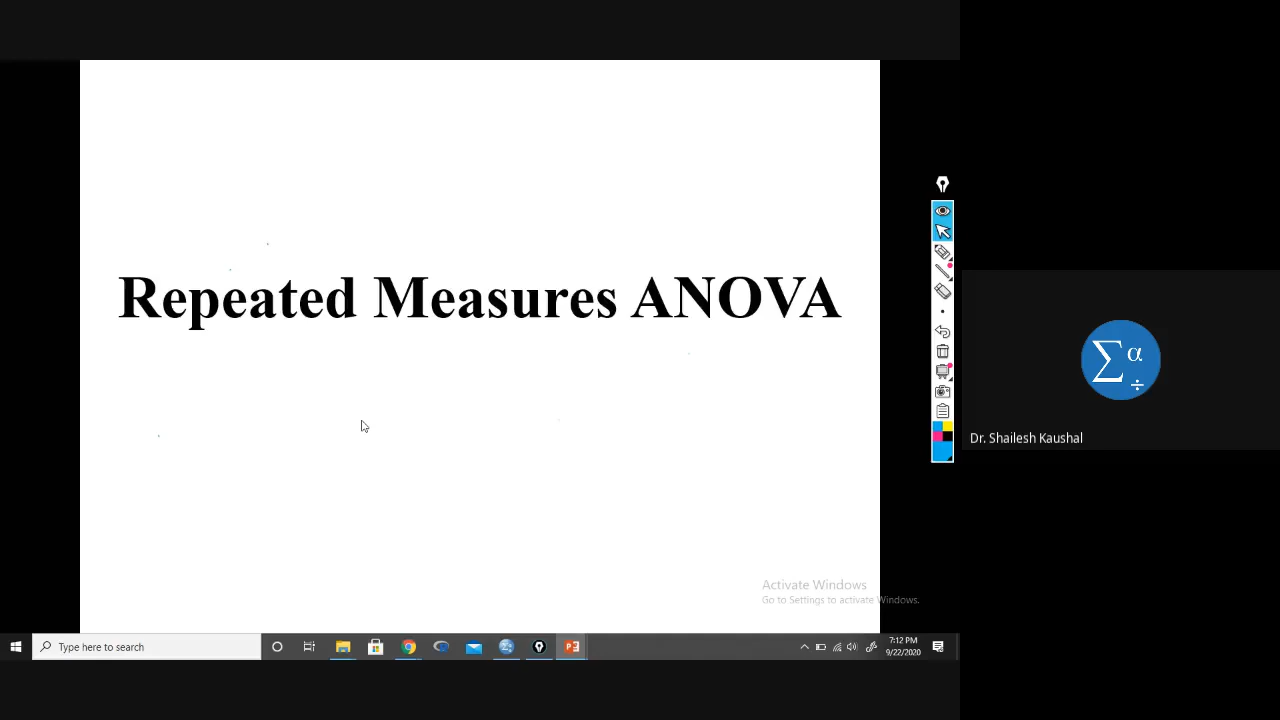 Repeated Measures ANOVA
Σ α ÷
Dr. Shailesh Kaushal
Activate Windows
Go to Settings to activate Windows.
Type here to search
7:12 PM
9/22/2020